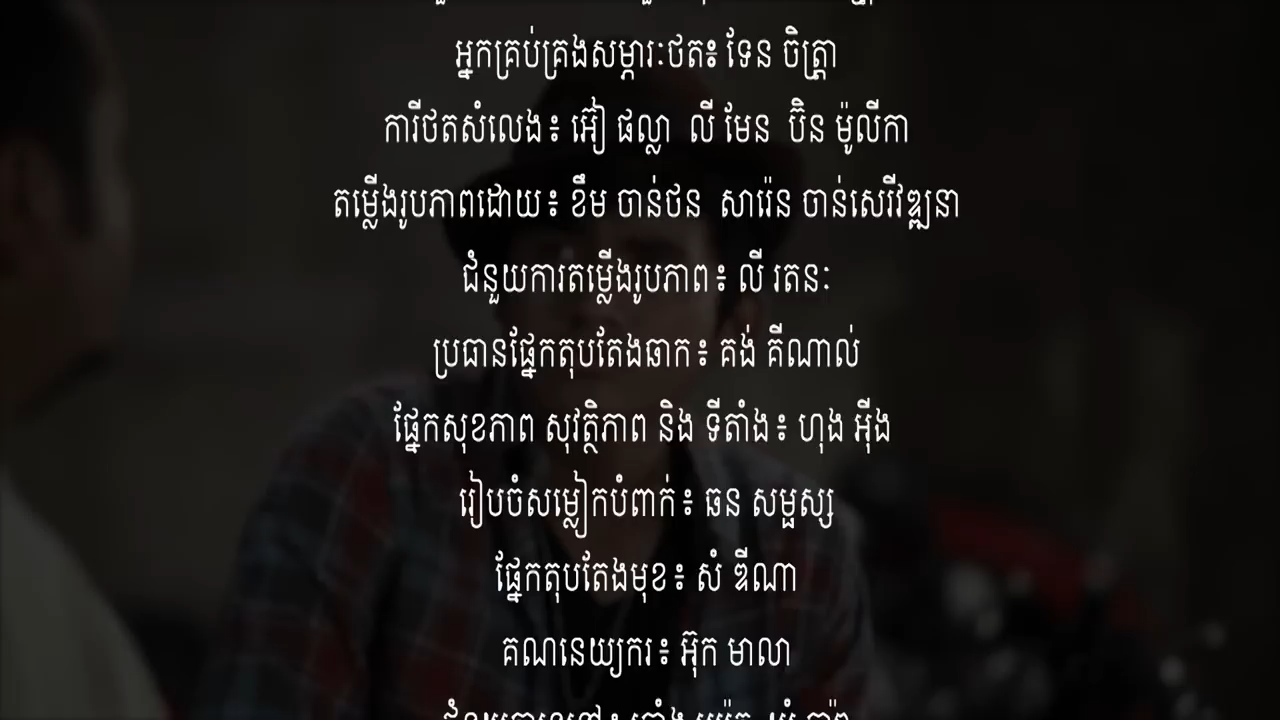 អ្នកគ្រប់គ្រងសម្ភារៈថត៖ ទែន ចិត្ត្រា
ការីថតសំលេង៖ អៀ៊ ផល្លា លី មែន ប៊ិន ម៉ូលីកា
តម្លើងរូបភាពដោយ៖ ខឹម ចាន់ថន សារ៉េន ចាន់សេរីវឌ្ឍនា
ជំនួយការតម្លើងរូបភាព៖ លី រតនៈ
ប្រធានផ្នែកតុបតែងឆាក៖ គង់ គីណាល់
ផ្នែកសុខភាព សុវត្ថិភាព និង ទីតាំង៖ ហុង អ៊ីង
រៀបចំសម្លៀកបំពាក់៖ ឆន សម្ផស្ស
ផ្នែកតុបតែងមុខ៖ សំ ឌីណា
គណនេយ្យករ៖ អ៊ុក មាលា